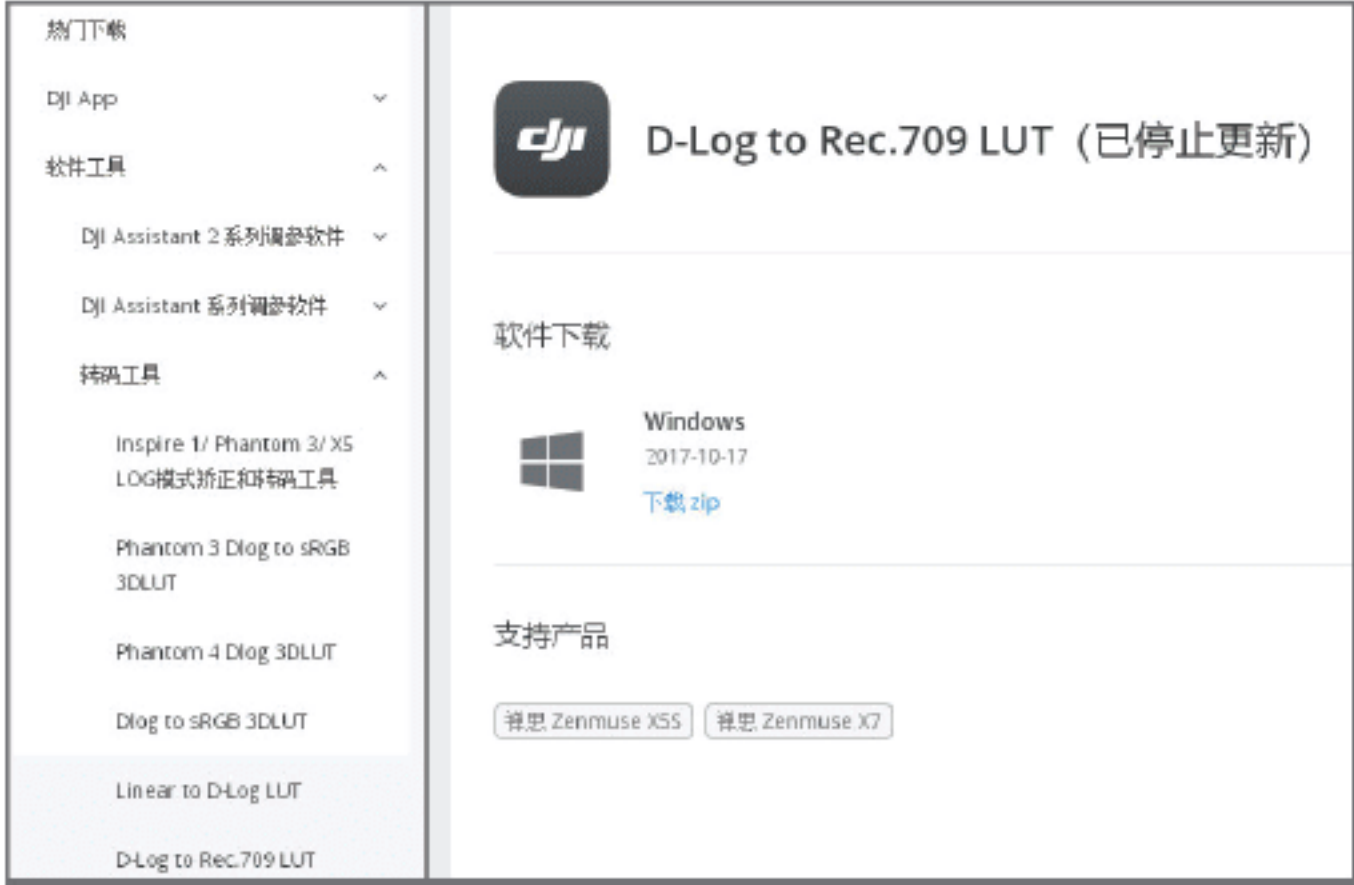 热门下载
DJI App
软件工具
DJI Assistant 2 系列调参软件
DJI Assistant 系列调参软件
转码工具
Inspire 1/ Phantom 3/ X5
LOG模式矫正和转码工具
Phantom 3 Dlog to sRGB
3DLUT
Phantom 4 Dlog 3DLUT
Dlog to sRGB 3DLUT
Linear to D-Log LUT
D-Log to Rec.709 LUT
dji
D-Log to Rec.709 LUT（已停止更新）
软件下载
Windows
2017-10-17
下载 zip
支持产品
禅思 Zenmuse X5S
禅思 Zenmuse X7